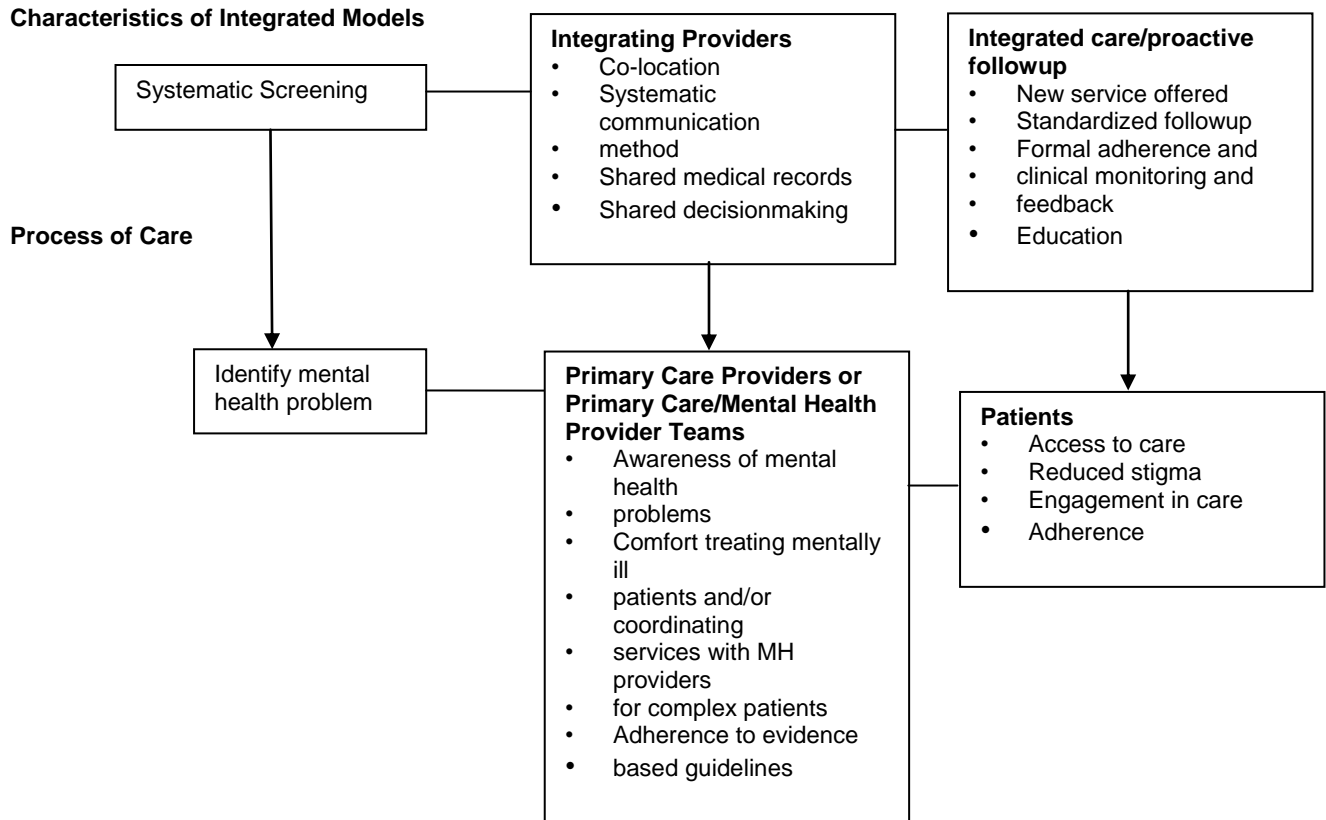 Characteristics of Integrated Models
Systematic Screening
Integrating Providers
• Co-location
• Systematic
communication
• method
• Shared medical records
• Shared decisionmaking
Integrated care/proactive
followup
• New service offered
• Standardized followup
• Formal adherence and
• clinical monitoring and
• feedback
• Education
Process of Care
Identify mental
health problem
Primary Care Providers or
Primary Care/Mental Health
Provider Teams
• Awareness of mental
health
• problems
• Comfort treating mentally
ill
• patients and/or
coordinating
• services with MH
providers
• for complex patients
• Adherence to evidence
• based guidelines
Patients
• Access to care
• Reduced stigma
• Engagement in care
• Adherence